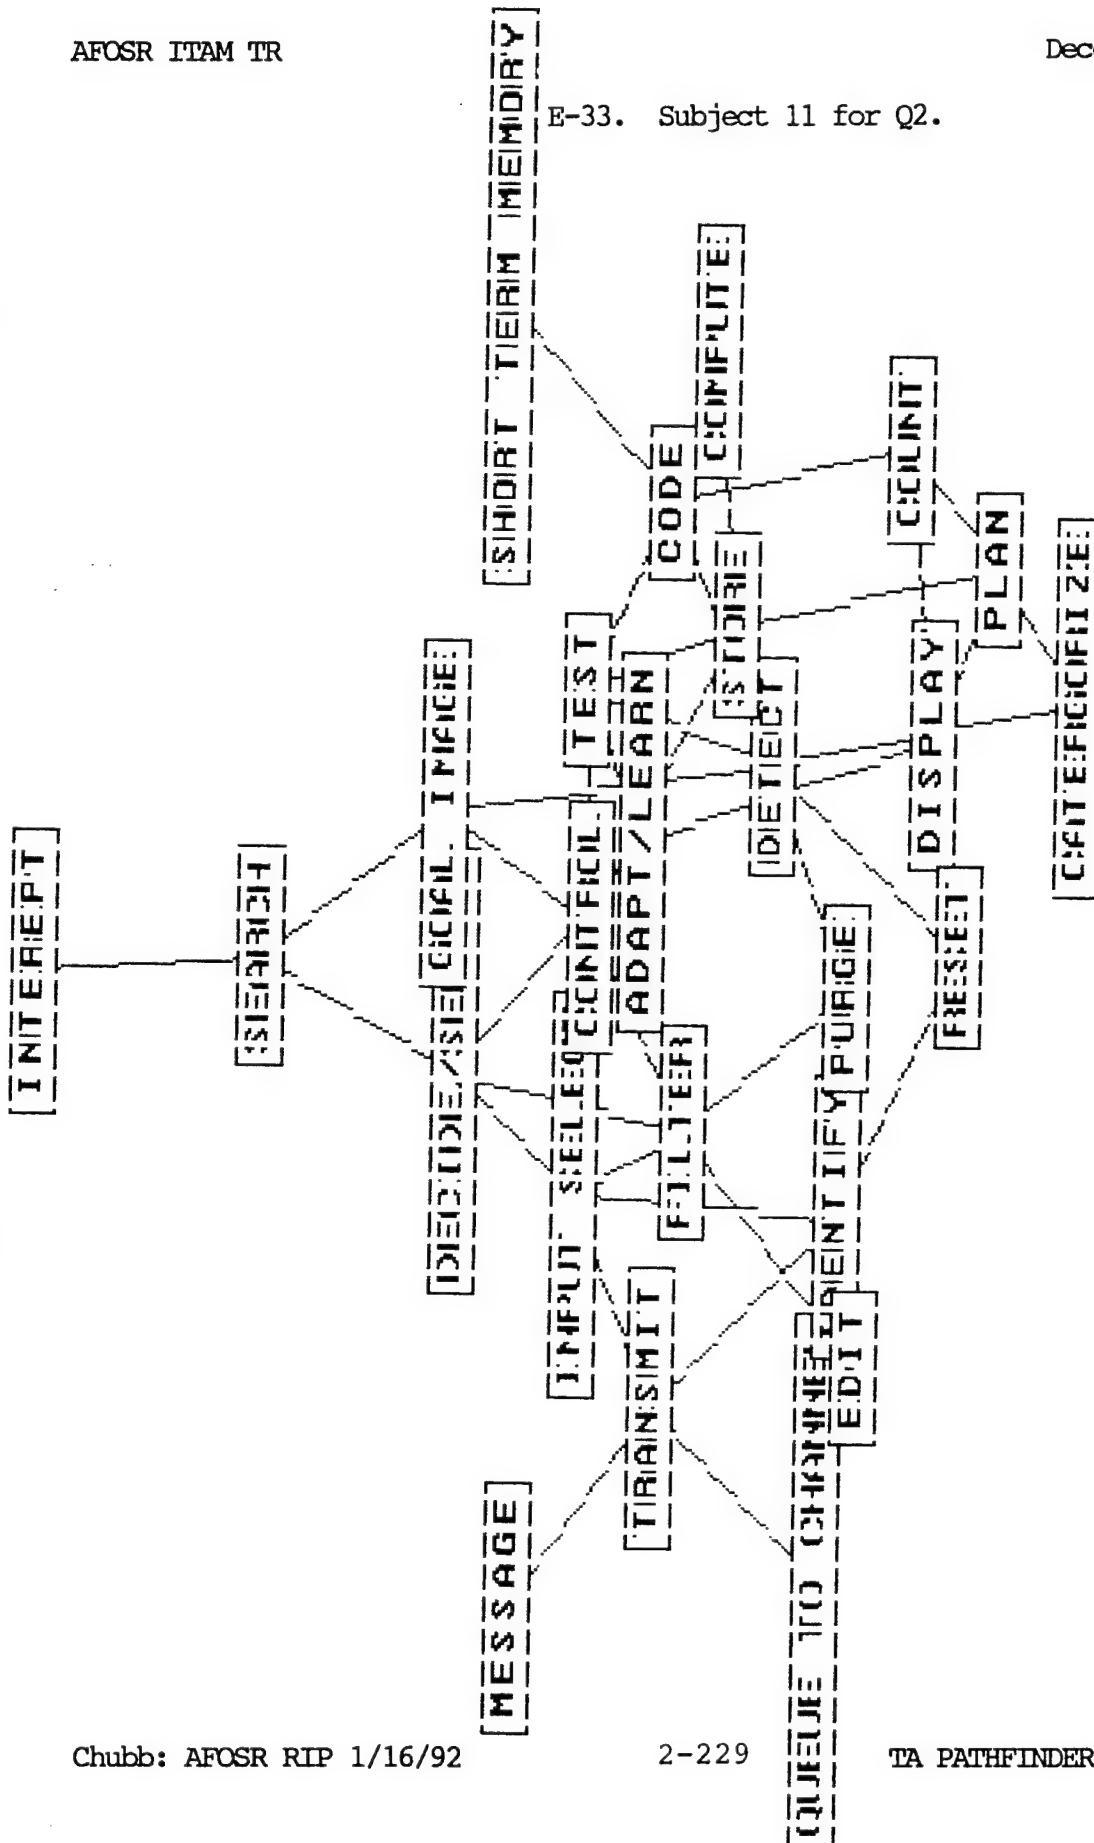 AFOSR ITAM TR
Dec
E-33. Subject 11 for Q2.
SHORT TERM MEMORY
COMPUTE
CODE
COUNT
STORE
PLAN
TEST
GOAL IMAGE
ADAPT/LEARN
DETECT
DISPLAY
CATEGORIZE
INTEREPT
SEARCH
CONTROL
DECIDE/SEL
INPUT SELECT
FILTER
PURGE
RESET
ENTIFY
TRANSMIT
EDIT
MESSAGE
QUEUE TO CHANNEL
Chubb: AFOSR RIP 1/16/92
2-229
TA PATHFINDER